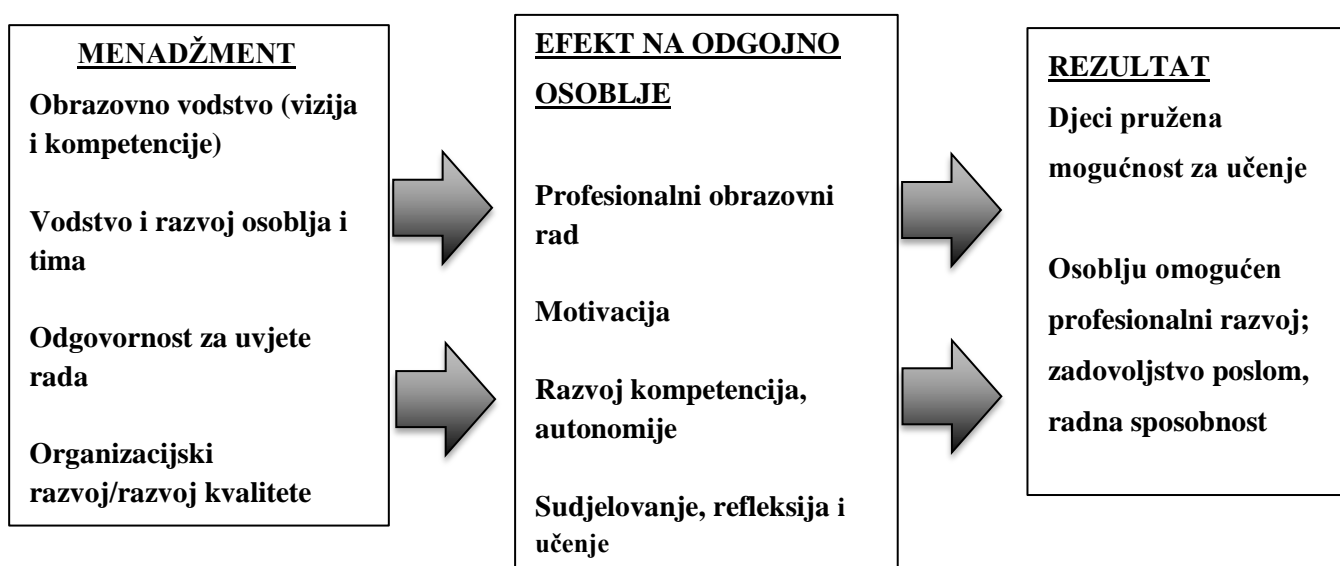 MENADŽMENT
Obrazovno vodstvo (vizija
i kompetencije)
Vodstvo i razvoj osoblja i
tima
Odgovornost za uvjete
rada
Organizacijski
razvoj/razvoj kvalitete
EFEKT NA ODGOJNO
OSOBLJE
Profesionalni obrazovni
rad
Motivacija
Razvoj kompetencija,
autonomije
Sudjelovanje, refleksija i
učenje
REZULTAT
Djeci pružena
mogućnost za učenje
Osoblju omogućen
profesionalni razvoj;
zadovoljstvo poslom,
radna sposobnost